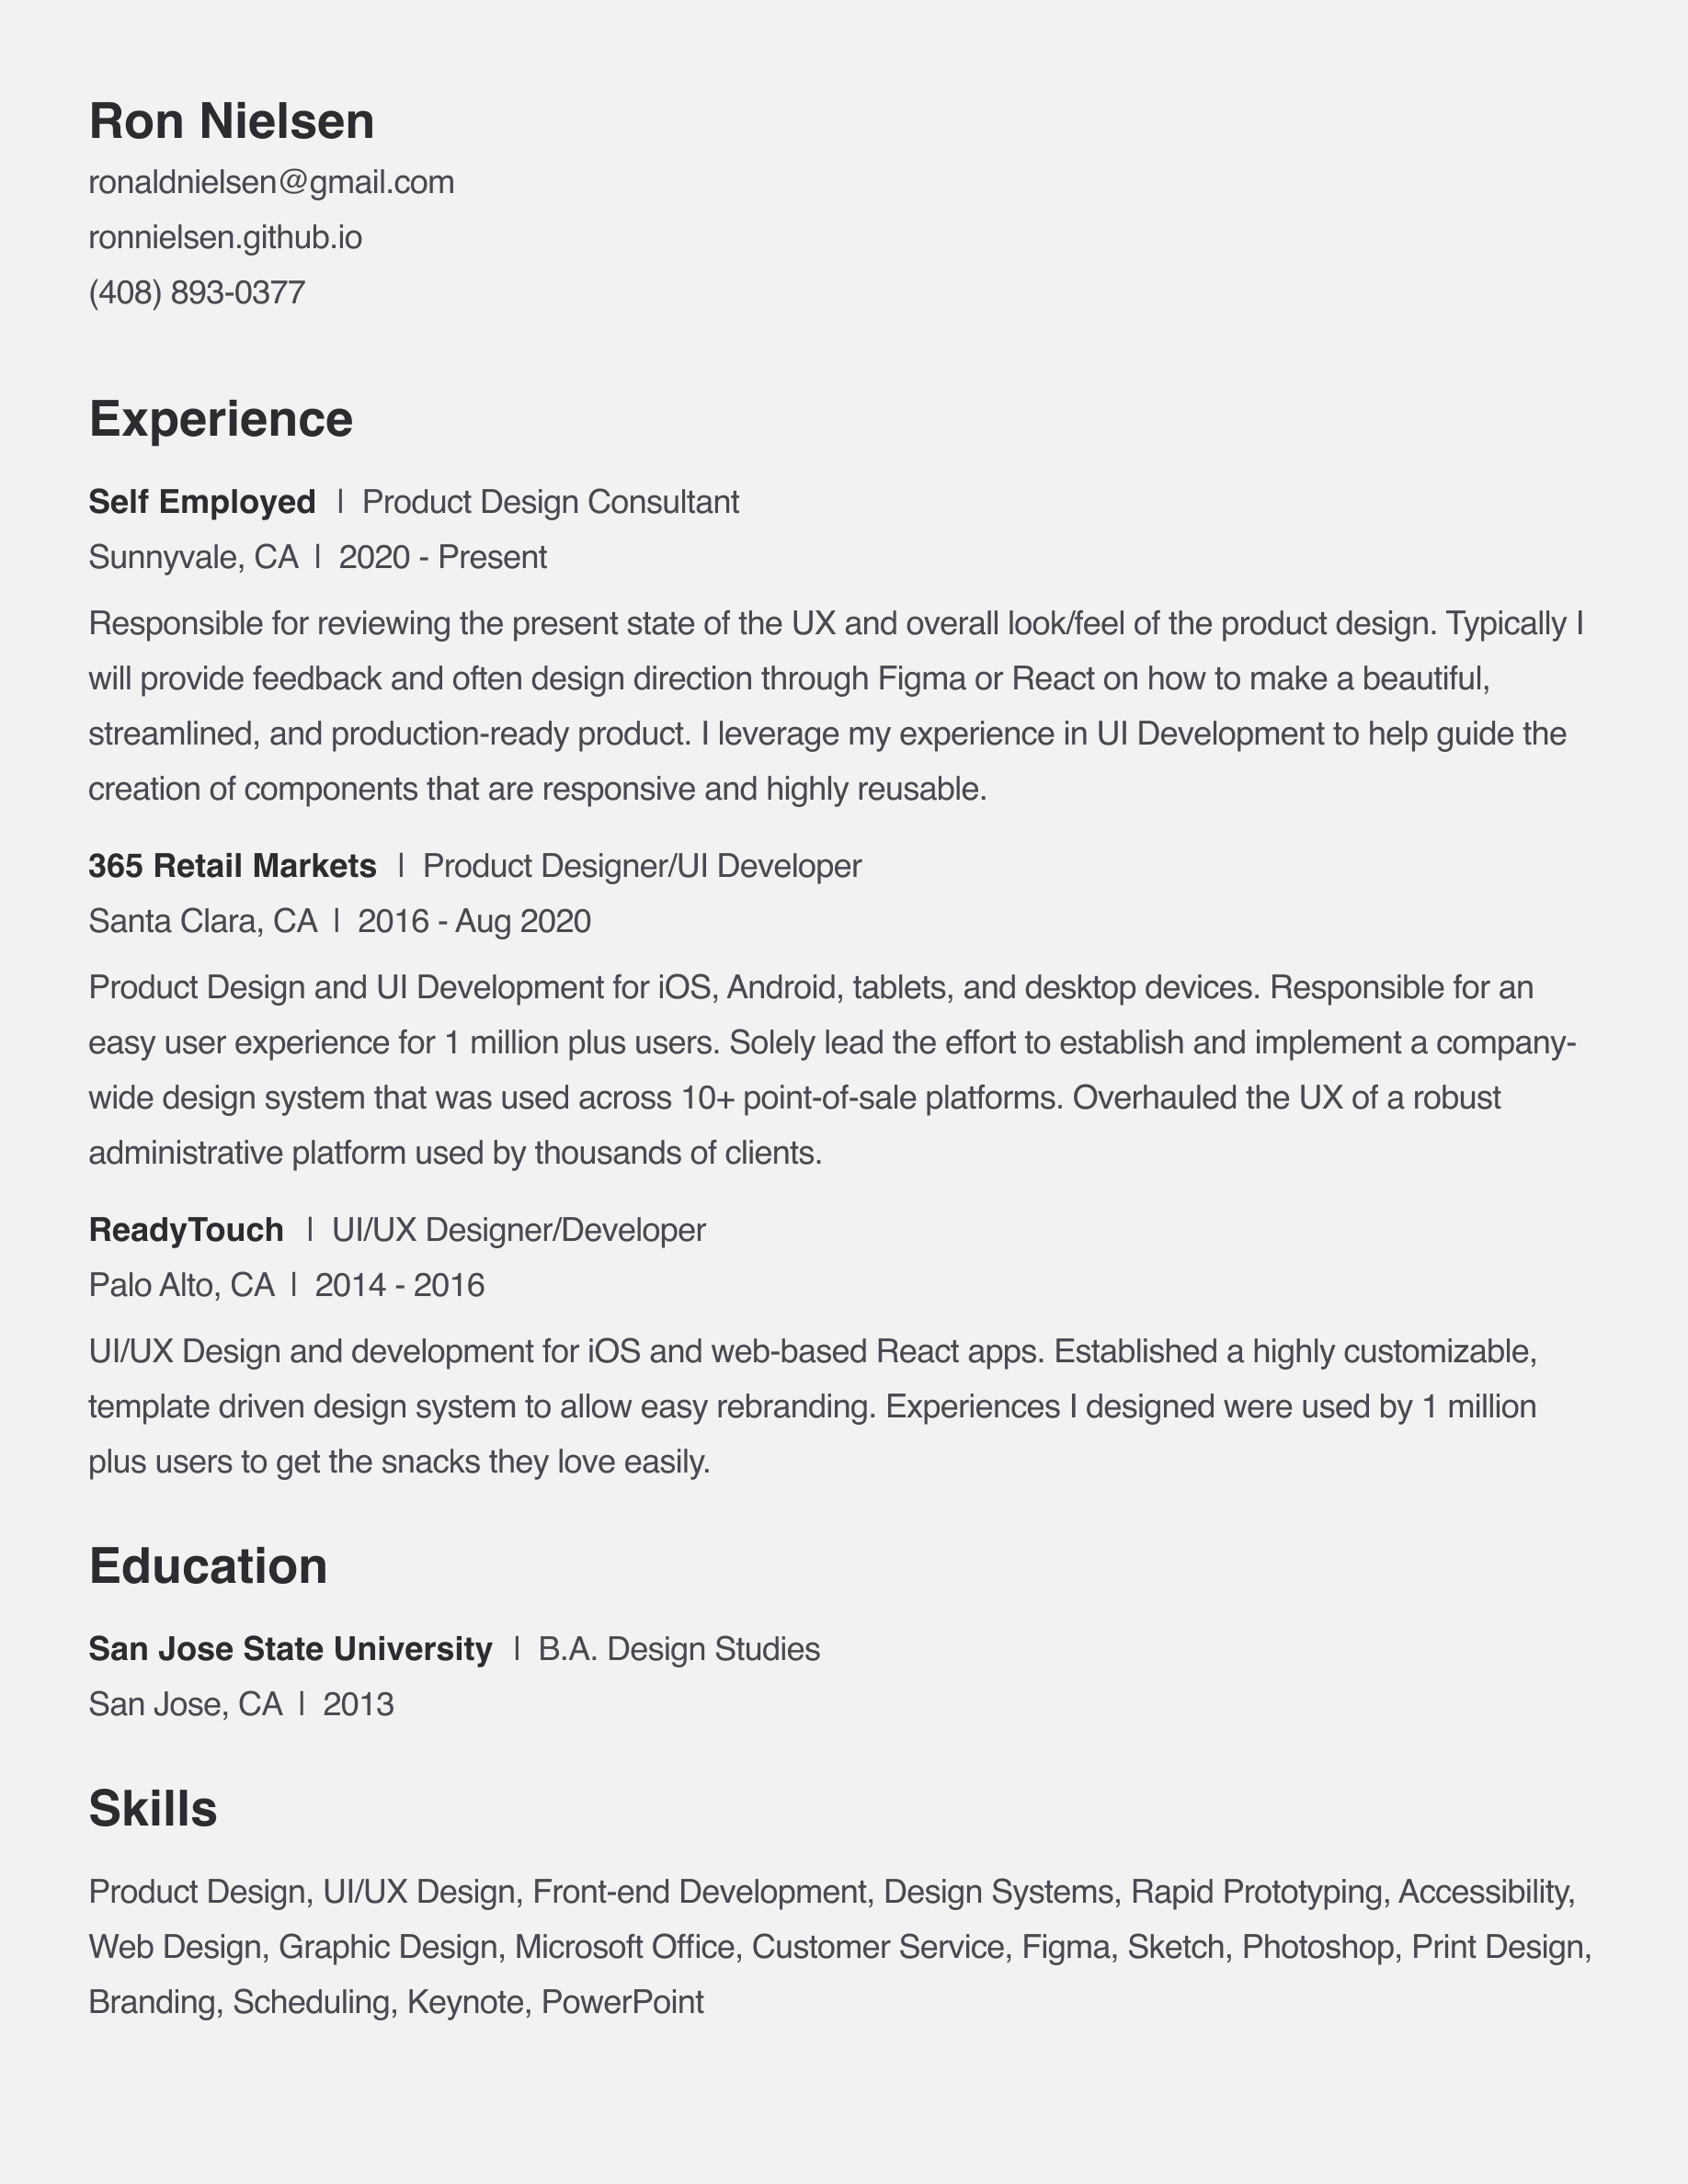 Ron Nielsen
ronaldnielsen@gmail.com
ronnielsen.github.io
(408) 893-0377
Experience
Self Employed | Product Design Consultant
Sunnyvale, CA | 2020 - Present
Responsible for reviewing the present state of the UX and overall look/feel of the product design. Typically I
will provide feedback and often design direction through Figma or React on how to make a beautiful,
streamlined, and production-ready product. I leverage my experience in UI Development to help guide the
creation of components that are responsive and highly reusable.
365 Retail Markets | Product Designer/UI Developer
Santa Clara, CA | 2016 - Aug 2020
Product Design and UI Development for iOS, Android, tablets, and desktop devices. Responsible for an
easy user experience for 1 million plus users. Solely lead the effort to establish and implement a company-
wide design system that was used across 10+ point-of-sale platforms. Overhauled the UX of a robust
administrative platform used by thousands of clients.
ReadyTouch | UI/UX Designer/Developer
Palo Alto, CA | 2014 - 2016
UI/UX Design and development for iOS and web-based React apps. Established a highly customizable,
template driven design system to allow easy rebranding. Experiences I designed were used by 1 million
plus users to get the snacks they love easily.
Education
San Jose State University | B.A. Design Studies
San Jose, CA | 2013
Skills
Product Design, UI/UX Design, Front-end Development, Design Systems, Rapid Prototyping, Accessibility,
Web Design, Graphic Design, Microsoft Office, Customer Service, Figma, Sketch, Photoshop, Print Design,
Branding, Scheduling, Keynote, PowerPoint